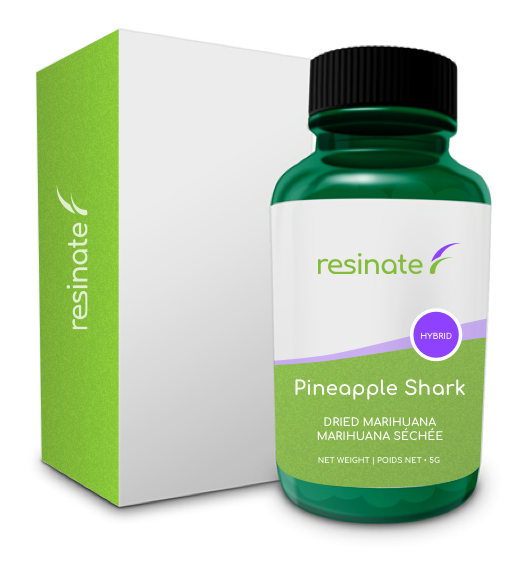 resinate
resinate
HYBRID
Pineapple Shark
DRIED MARIHUANA
MARIHUANA SÉCHÉE
NET WEIGHT | POIDS NET • 5G